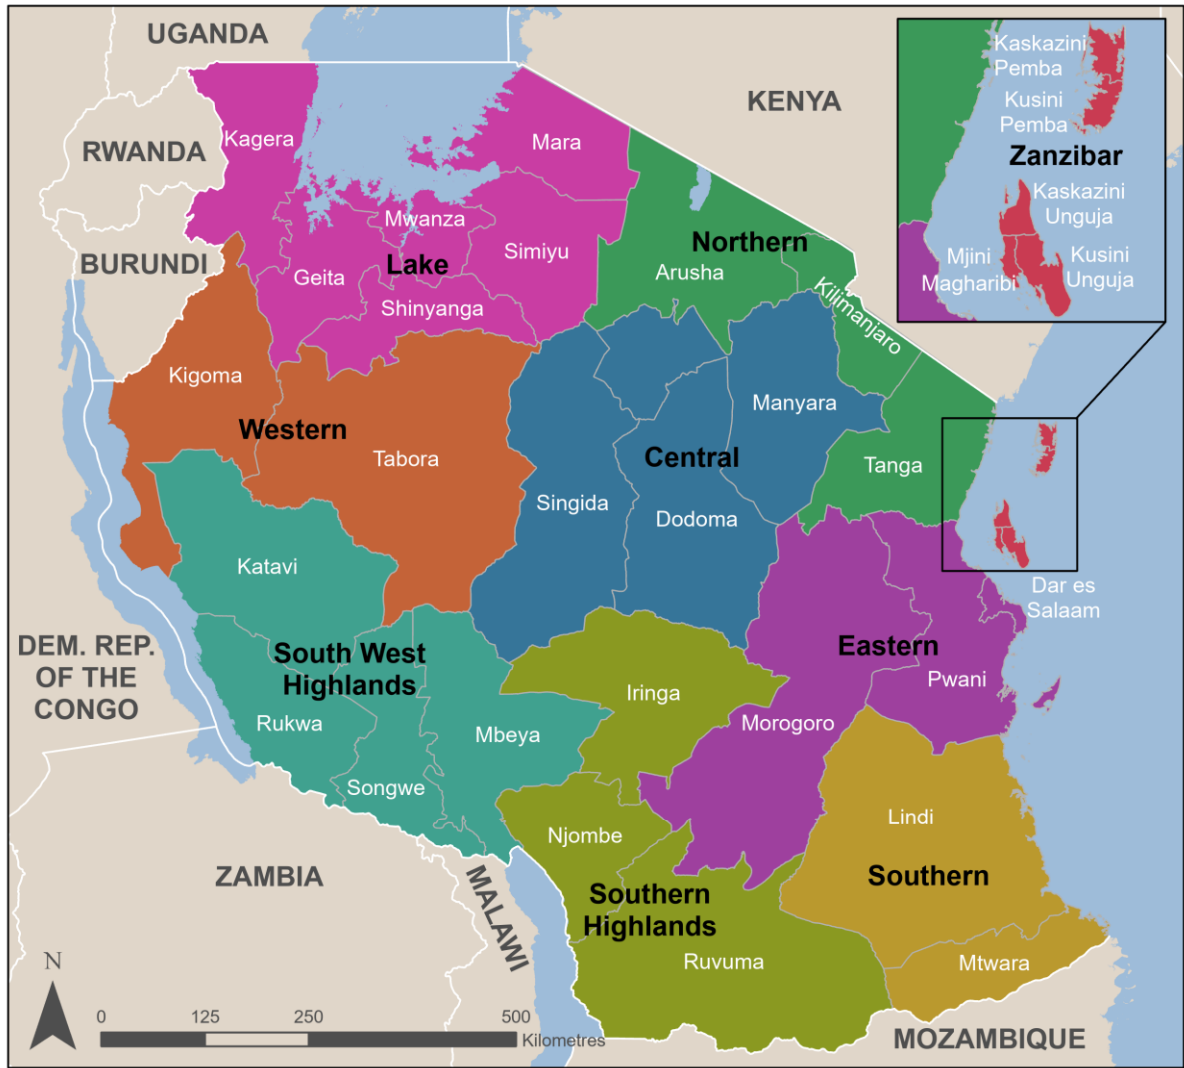 UGANDA
KENYA
RWANDA
BURUNDI
DEM. REP.
OF THE
CONGO
ZAMBIA
MALAWI
MOZAMBIQUE
Kaskazini
Pemba
Kusini
Pemba
Zanzibar
Kaskazini
Unguja
Mjini
Magharibi
Kusini
Unguja
Kagera
Mara
Mwanza
Lake
Simiyu
Geita
Shinyanga
Northern
Arusha
Kilimanjaro
Tanga
Kigoma
Western
Tabora
Manyara
Central
Singida
Dodoma
Katavi
South West
Highlands
Rukwa
Mbeya
Songwe
Iringa
Dar es
Salaam
Eastern
Pwani
Morogoro
Njombe
Southern
Highlands
Ruvuma
Lindi
Southern
Mtwara
N
0 125 250 500
Kilometres